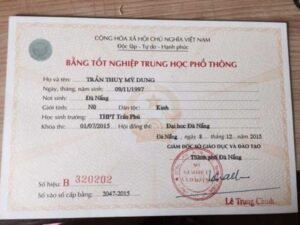 CỘNG HÒA XÃ HỘI CHỦ NGHĨA VIỆT NAM
Độc lập - Tự do - Hạnh phúc
BẰNG TỐT NGHIỆP TRUNG HỌC PHỔ THÔNG
Họ và tên: TRẦN THUỴ MỸ DUNG
Ngày, tháng, năm sinh: 09/11/1997
Nơi sinh: Đà Nẵng
Giới tính: Nữ Dân tộc: Kinh
Học sinh trường: THPT Trần Phú
Khóa thi: 01/07/2015 Hội đồng thi: Đại học Đà Nẵng
Đà Nẵng, ngày 8 tháng 12 năm 2015
GIÁM ĐỐC SỞ GIÁO DỤC VÀ ĐÀO TẠO
Thành phố Đà Nẵng
Số hiệu: B 320202
Số vào sổ cấp bằng: 2047-2015
Lê Trung Chinh